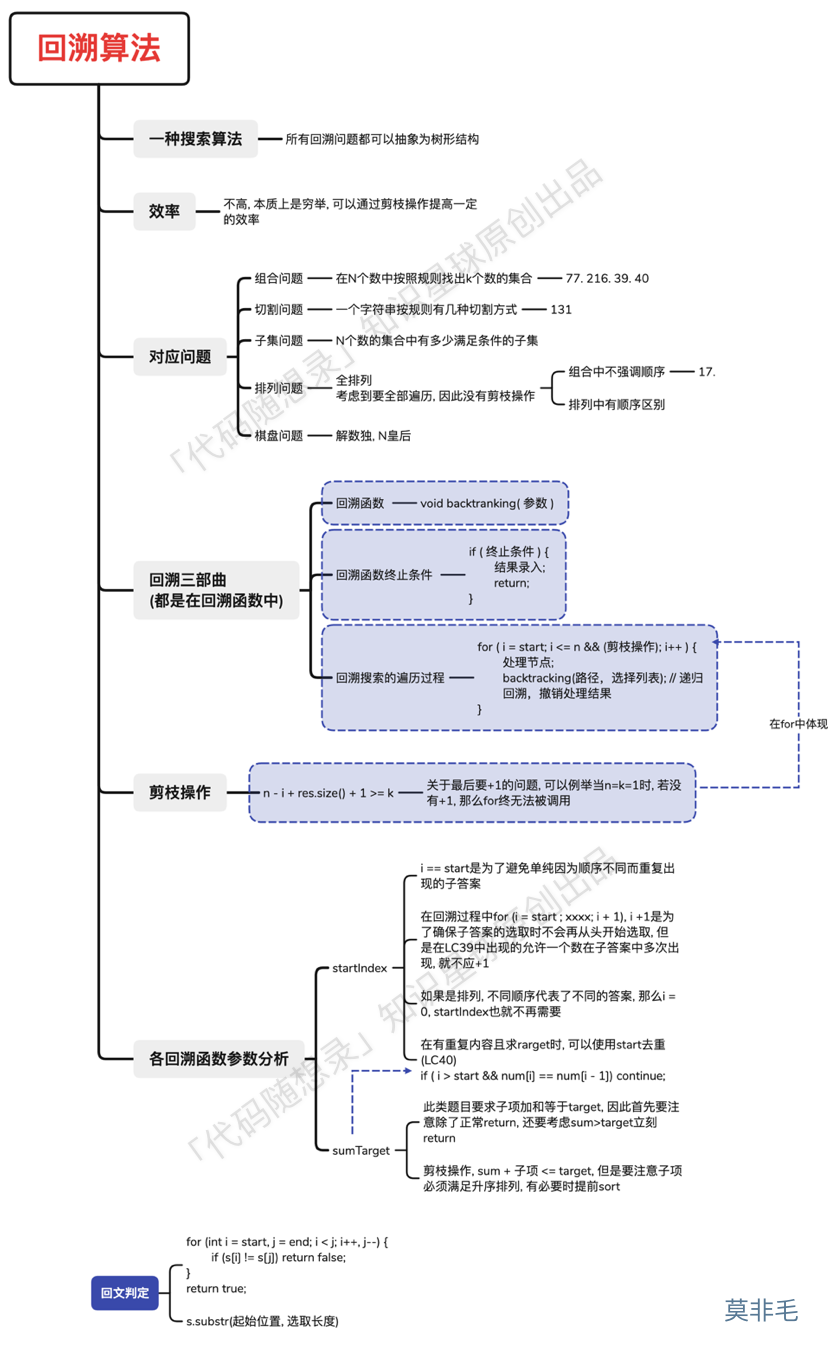 回溯算法
一种搜索算法
所有回溯问题都可以抽象为树形结构
效率
不高, 本质上是穷举, 可以通过剪枝操作提高一定
的效率
对应问题
组合问题
在N个数中按照规则找出k个数的集合
77. 216. 39. 40
切割问题
一个字符串按规则有几种切割方式
131
子集问题
N个数的集合中有多少满足条件的子集
排列问题
全排列
考虑到要全部遍历, 因此没有剪枝操作
组合中不强调顺序
17.
排列中有顺序区别
棋盘问题
解数独, N皇后
「代码随想录」知识星球原创出品
回溯三部曲
(都是在回溯函数中)
回溯函数
void backtranking( 参数 )
回溯函数终止条件
if ( 终止条件 ) {
结果录入;
return;
}
回溯搜索的遍历过程
for ( i = start; i <= n && (剪枝操作); i++ ) {
处理节点;
backtracking(路径，选择列表); // 递归
回溯，撤销处理结果
}
在for中体现
剪枝操作
n - i + res.size() + 1 >= k
关于最后要+1的问题, 可以例举当n=k=1时, 若没
有+1, 那么for终无法被调用
各回溯函数参数分析
startIndex
i == start是为了避免单纯因为顺序不同而重复出
现的子答案
在回溯过程中for (i = start ; xxxx; i + 1), i +1是为
了确保子答案的选取时不会再从头开始选取, 但
是在LC39中出现的允许一个数在子答案中多次出
现, 就不应+1
如果是排列, 不同顺序代表了不同的答案, 那么i =
0, startIndex也就不再需要
在有重复内容且求rarget时, 可以使用start去重
(LC40)
if ( i > start && num[i] == num[i - 1]) continue;
sumTarget
此类题目要求子项加和等于target, 因此首先要注
意除了正常return, 还要考虑sum>target立刻
return
剪枝操作, sum + 子项 <= target, 但是要注意子项
必须满足升序排列, 有必要时提前sort
「代码随想录」知识星球原创出品
回文判定
for (int i = start, j = end; i < j; i++, j--) {
if (s[i] != s[j]) return false;
}
return true;
s.substr(起始位置, 选取长度)
莫非毛